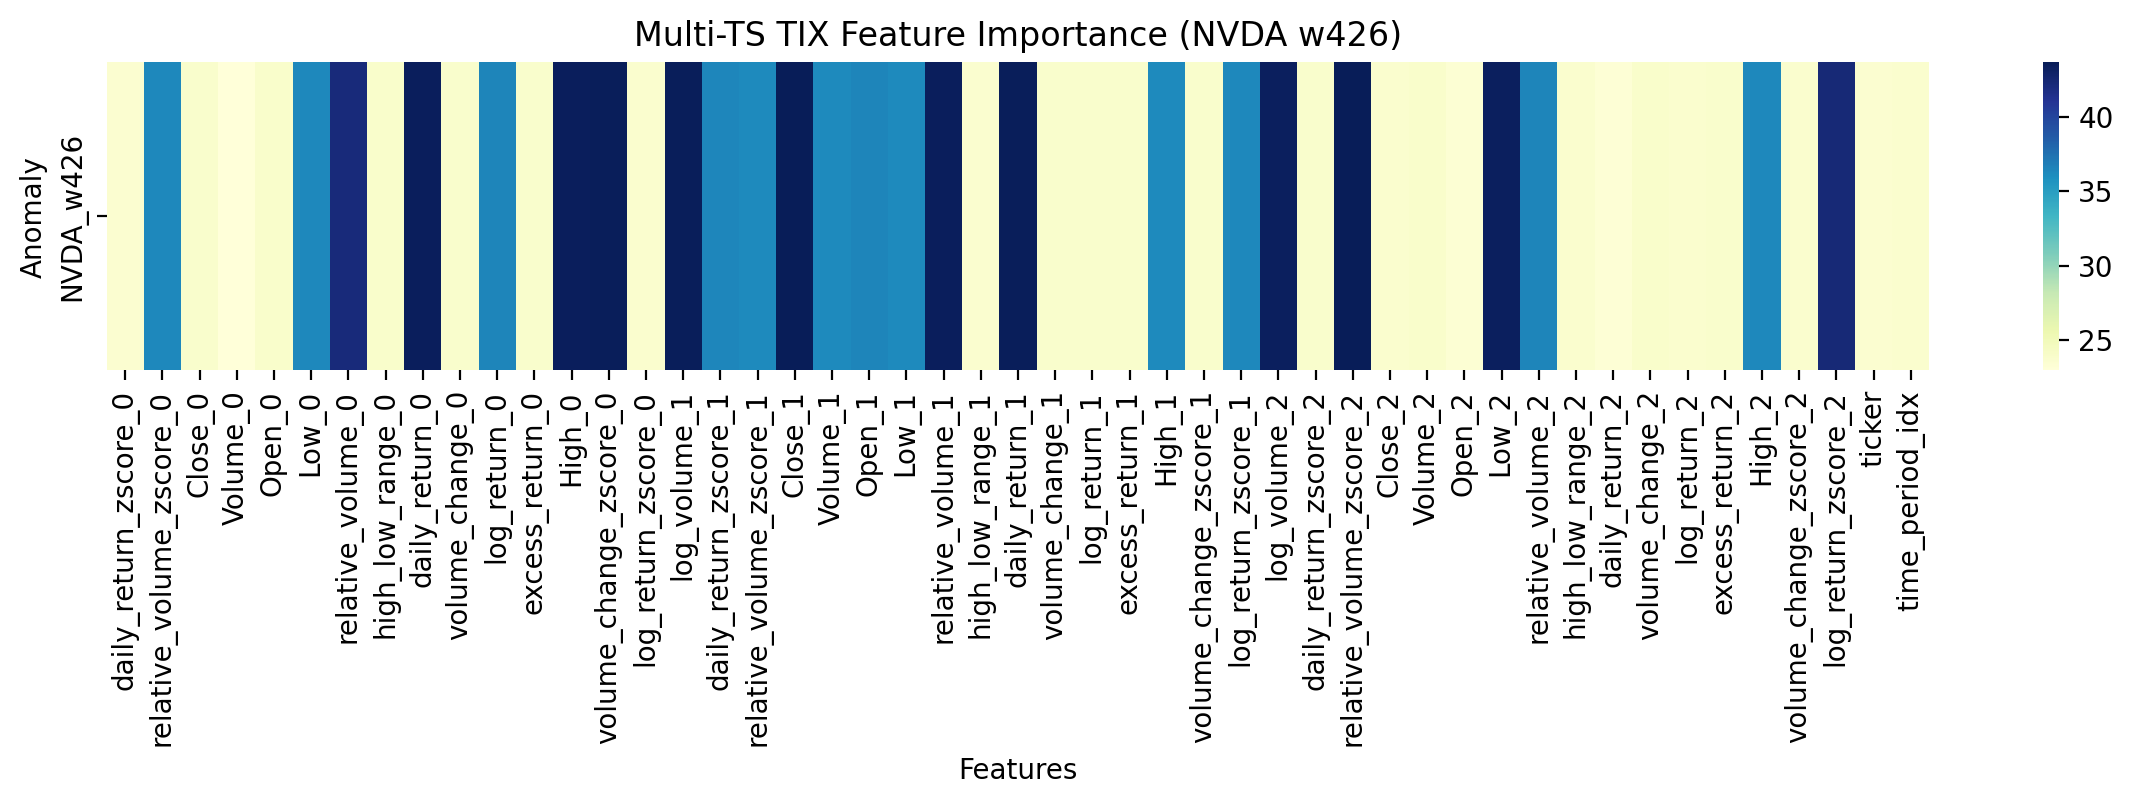 Multi-TS TIX Feature Importance (NVDA w426)
Anomaly
NVDA_w426
40
35
30
25
daily_return_zscore_0
relative_volume_zscore_0
Close_0
Volume_0
Open_0
Low_0
relative_volume_0
high_low_range_0
daily_return_0
volume_change_0
log_return_0
excess_return_0
High_0
volume_change_zscore_0
log_return_zscore_0
log_volume_1
daily_return_zscore_1
relative_volume_zscore_1
Close_1
Volume_1
Open_1
Low_1
relative_volume_1
high_low_range_1
daily_return_1
volume_change_1
log_return_1
excess_return_1
High_1
volume_change_zscore_1
log_return_zscore_1
log_volume_2
daily_return_zscore_2
relative_volume_zscore_2
Close_2
Volume_2
Open_2
Low_2
relative_volume_2
high_low_range_2
daily_return_2
volume_change_2
log_return_2
excess_return_2
High_2
volume_change_zscore_2
log_return_zscore_2
ticker
time_period_idx
Features